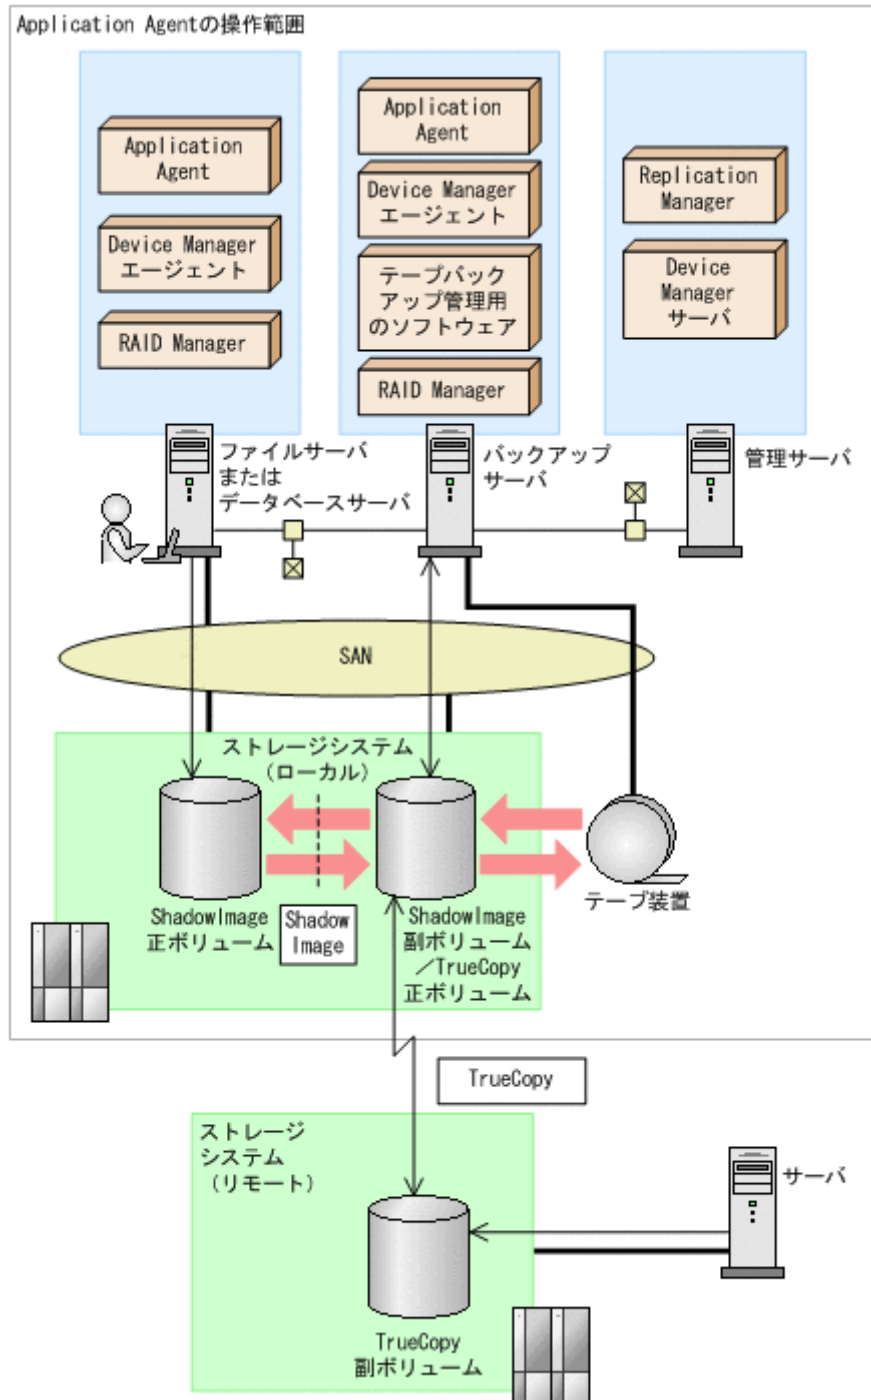 Application Agentの操作範囲
Application
Agent
Device Manager
エージェント
RAID Manager
Application
Agent
Device Manager
エージェント
テープバック
アップ管理用
のソフトウェア
RAID Manager
Replication
Manager
Device
Manager
サーバ
ファイルサーバ
または
データベースサーバ
バックアップ
サーバ
管理サーバ
SAN
ストレージシステム
（ローカル）
ShadowImage
正ボリューム
Shadow
Image
ShadowImage
副ボリューム
／TrueCopy
正ボリューム
テープ装置
TrueCopy
ストレージ
システム
（リモート）
サーバ
TrueCopy
副ボリューム